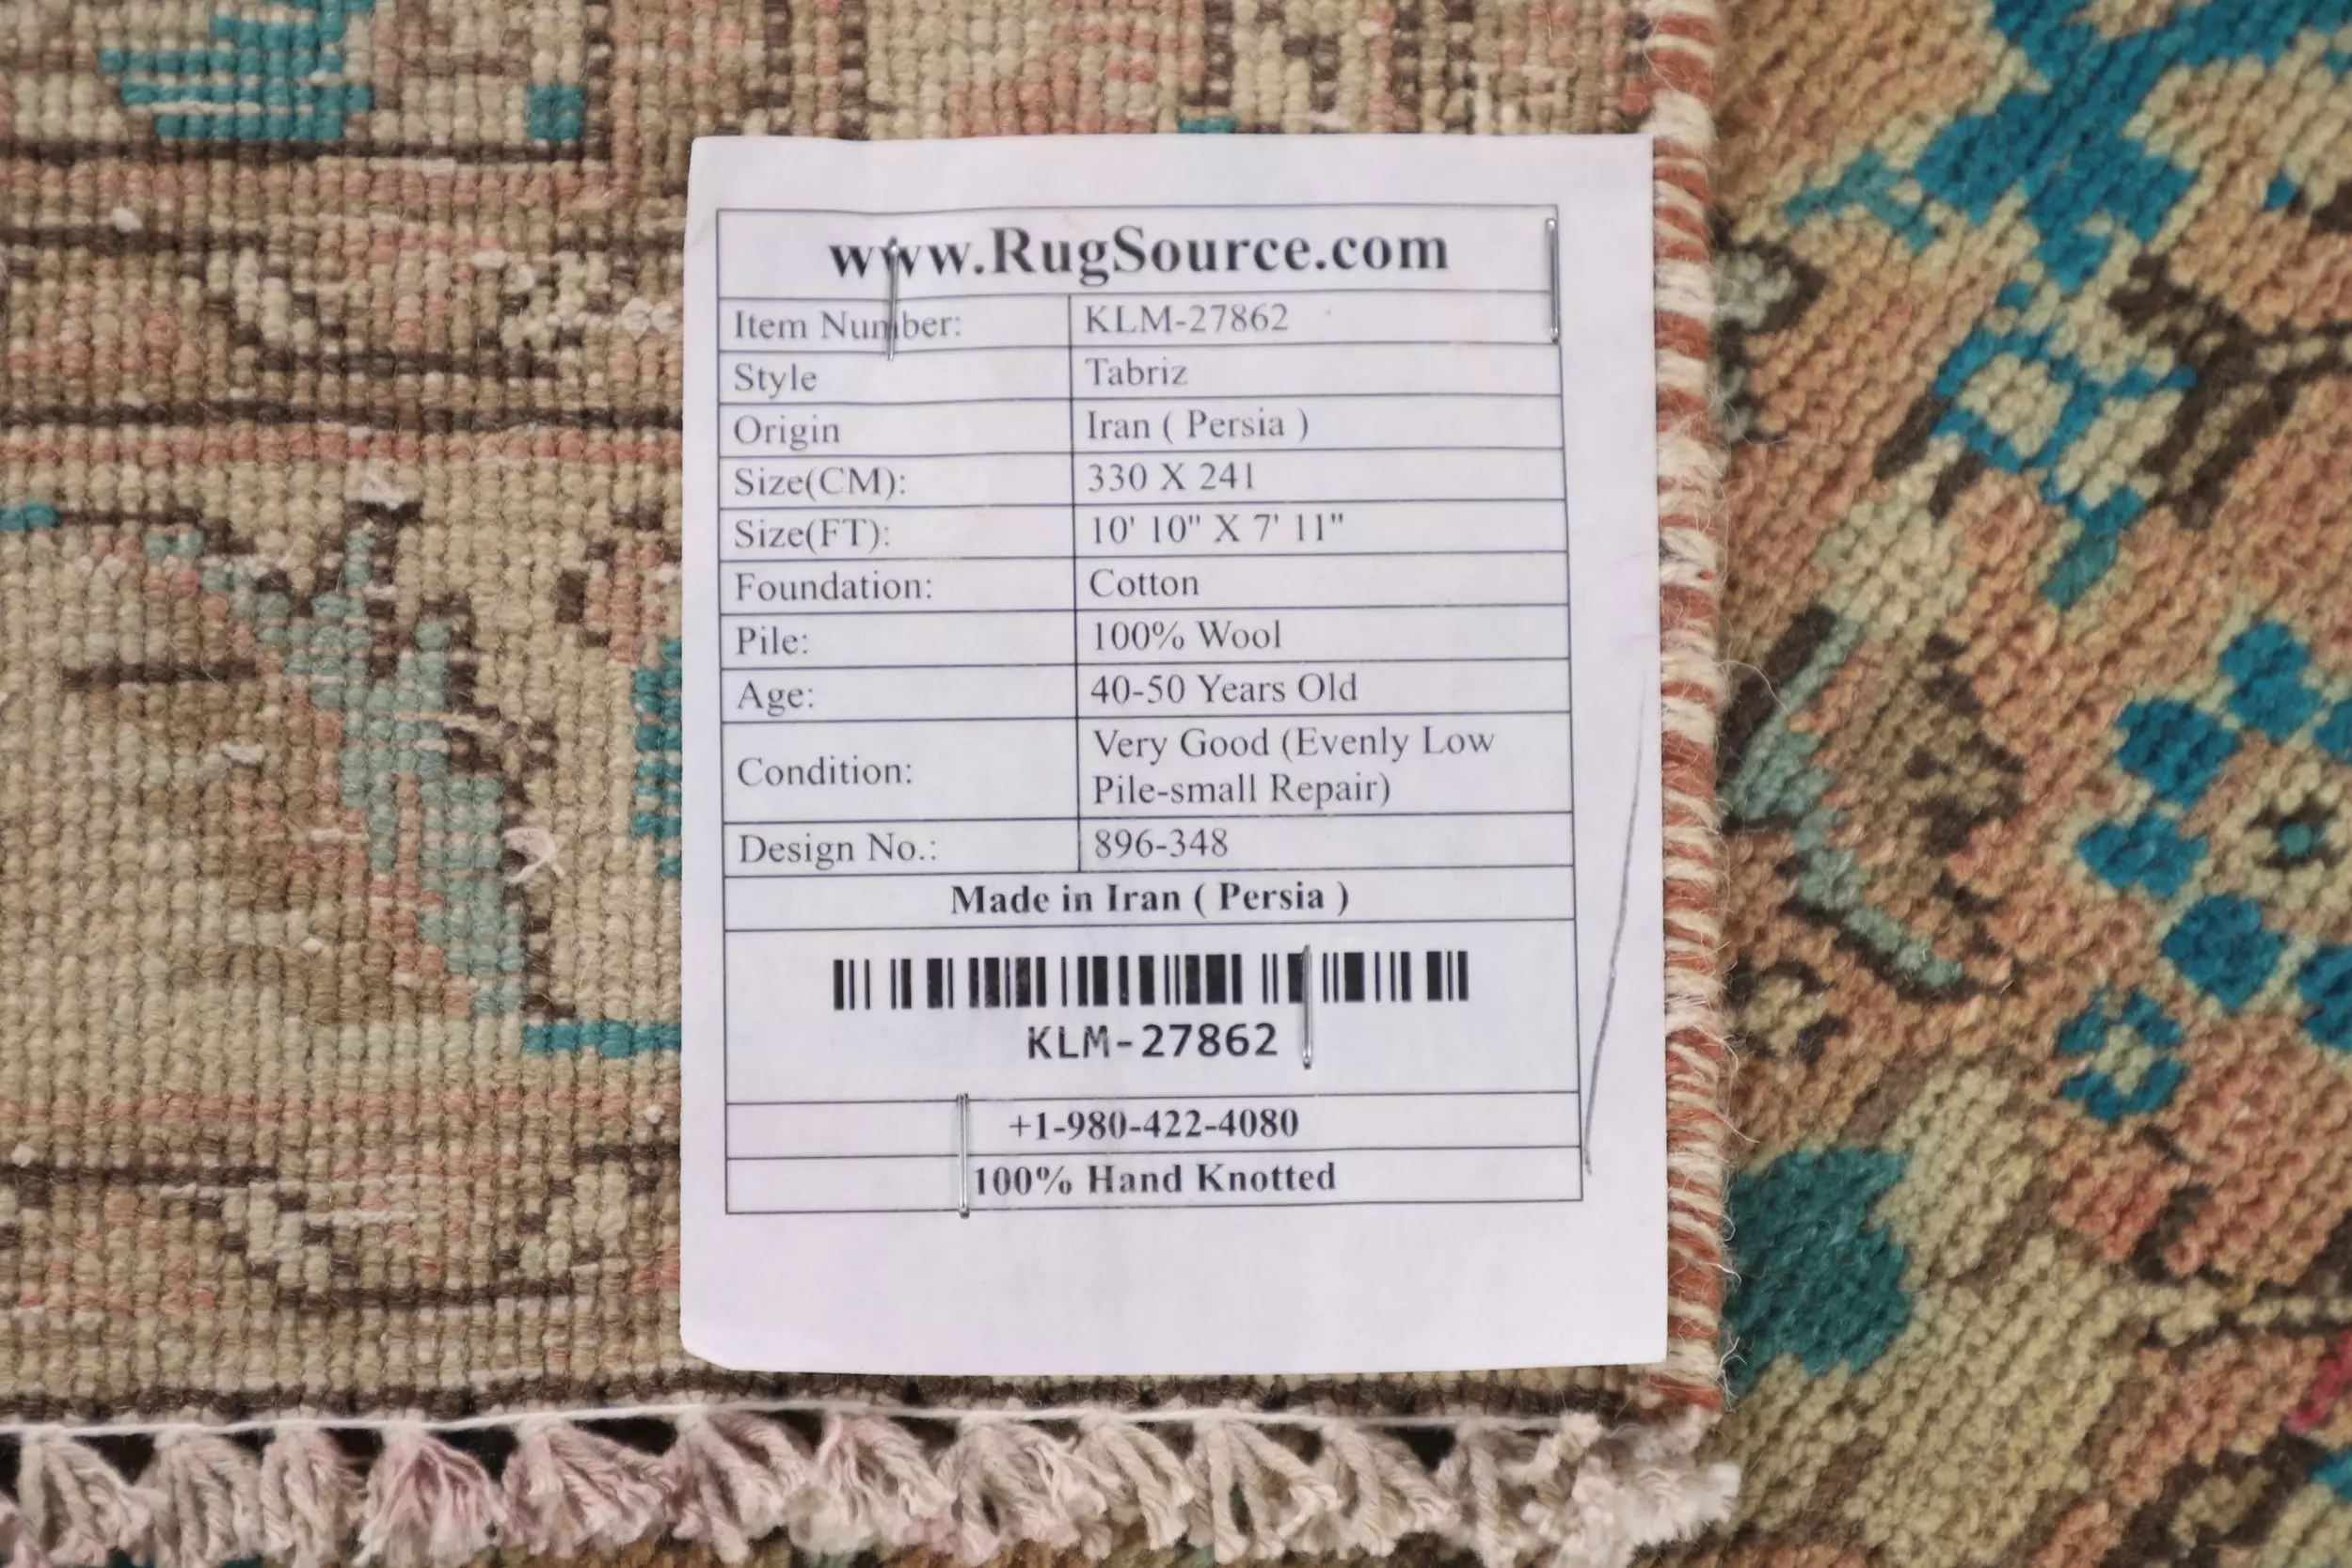 www.RugSource.com
Item Number: KLM-27862
Style Tabriz
Origin Iran ( Persia )
Size(CM): 330 X 241
Size(FT): 10' 10" X 7' 11"
Foundation: Cotton
Pile: 100% Wool
Age: 40-50 Years Old
Condition: Very Good (Evenly Low
Pile-small Repair)
Design No.: 896-348
Made in Iran ( Persia )
KLM-27862
+1-980-422-4080
100% Hand Knotted